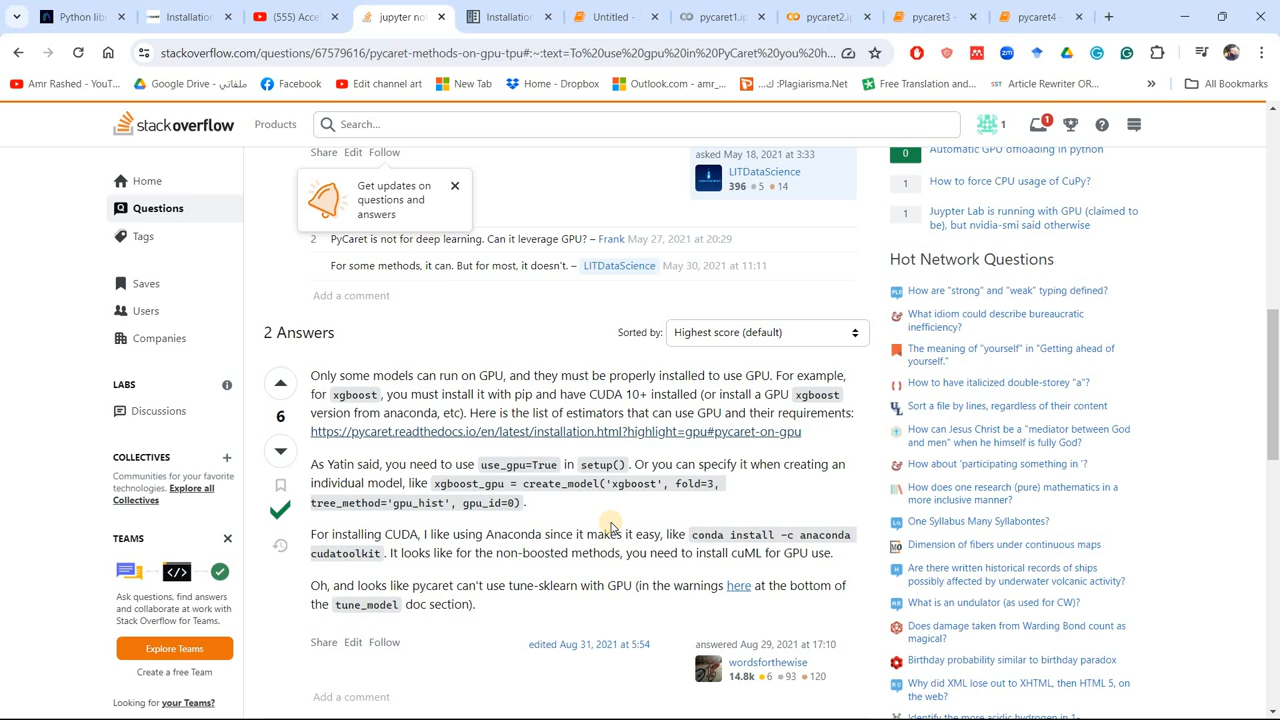 Python lib
Installation
(555) Acce
jupyter not
Installation
Untitled
pycaret1.ip
pycaret2.ip
pycaret3 -
pycaret4 -
stackoverflow.com/questions/67579616/pycaret-methods-on-gpu-tpu#:~:text=To%20use%20gpu%20in%20PyCaret%20you%20h...
Amr Rashed - YouT...
Google Drive - ملفاتي
Facebook
Edit channel art
New Tab
Home - Dropbox
Outlook.com - amr_...
Plagiarisma.Net
Free Translation and...
Article Rewriter OR...
»
All Bookmarks
stackoverflow
Products
Search...
1
1
Share Edit Follow
Get updates on
questions and
answers
asked May 18, 2021 at 3:33
LITDataScience
396 5 14
2 PyCaret is not for deep learning. Can it leverage GPU? – Frank May 27, 2021 at 20:29
For some methods, it can. But for most, it doesn't. – LITDataScience May 30, 2021 at 11:11
Add a comment
2 Answers
Sorted by: Highest score (default)
6
Only some models can run on GPU, and they must be properly installed to use GPU. For example,
for xgboost, you must install it with pip and have CUDA 10+ installed (or install a GPU xgboost
version from anaconda, etc). Here is the list of estimators that can use GPU and their requirements:
https://pycaret.readthedocs.io/en/latest/installation.html?highlight=gpu#pycaret-on-gpu
As Yatin said, you need to use use_gpu=True in setup(). Or you can specify it when creating an
individual model, like xgboost_gpu = create_model('xgboost', fold=3,
tree_method='gpu_hist', gpu_id=0).
For installing CUDA, I like using Anaconda since it makes it easy, like conda install -c anaconda
cudatoolkit. It looks like for the non-boosted methods, you need to install cuML for GPU use.
Oh, and looks like pycaret can't use tune-sklearn with GPU (in the warnings here at the bottom of
the tune_model doc section).
Share Edit Follow
edited Aug 31, 2021 at 5:54
answered Aug 29, 2021 at 17:10
wordsforthewise
14.8k 6 93 120
Add a comment
Home
Questions
Tags
Saves
Users
Companies
LABS
Discussions
COLLECTIVES
Communities for your favorite
technologies. Explore all
Collectives
TEAMS
Ask questions, find answers
and collaborate at work with
Stack Overflow for Teams.
Explore Teams
Create a free Team
Looking for your Teams?
0 Automatic GPU offloading in python
1 How to force CPU usage of CuPy?
1 Juypter Lab is running with GPU (claimed to
be), but nvidia-smi said otherwise
Hot Network Questions
How are "strong" and "weak" typing defined?
What idiom could describe bureaucratic
inefficiency?
The meaning of "yourself" in "Getting ahead of
yourself."
How to have italicized double-storey "a"?
Sort a file by lines, regardless of their content
How can Jesus Christ be a "mediator between God
and men" when he himself is fully God?
How about 'participating something in '?
How does one research (pure) mathematics in a
more inclusive manner?
One Syllabus Many Syllabontes?
Dimension of fibers under continuous maps
Are there written historical records of ships
possibly affected by underwater volcanic activity?
What is an undulator (as used for CW)?
Does damage taken from Warding Bond count as
magical?
Birthday probability similar to birthday paradox
Why did XML lose out to XHTML, then HTML 5, on
the web?
Identify the more acidic hydrogen in 1-